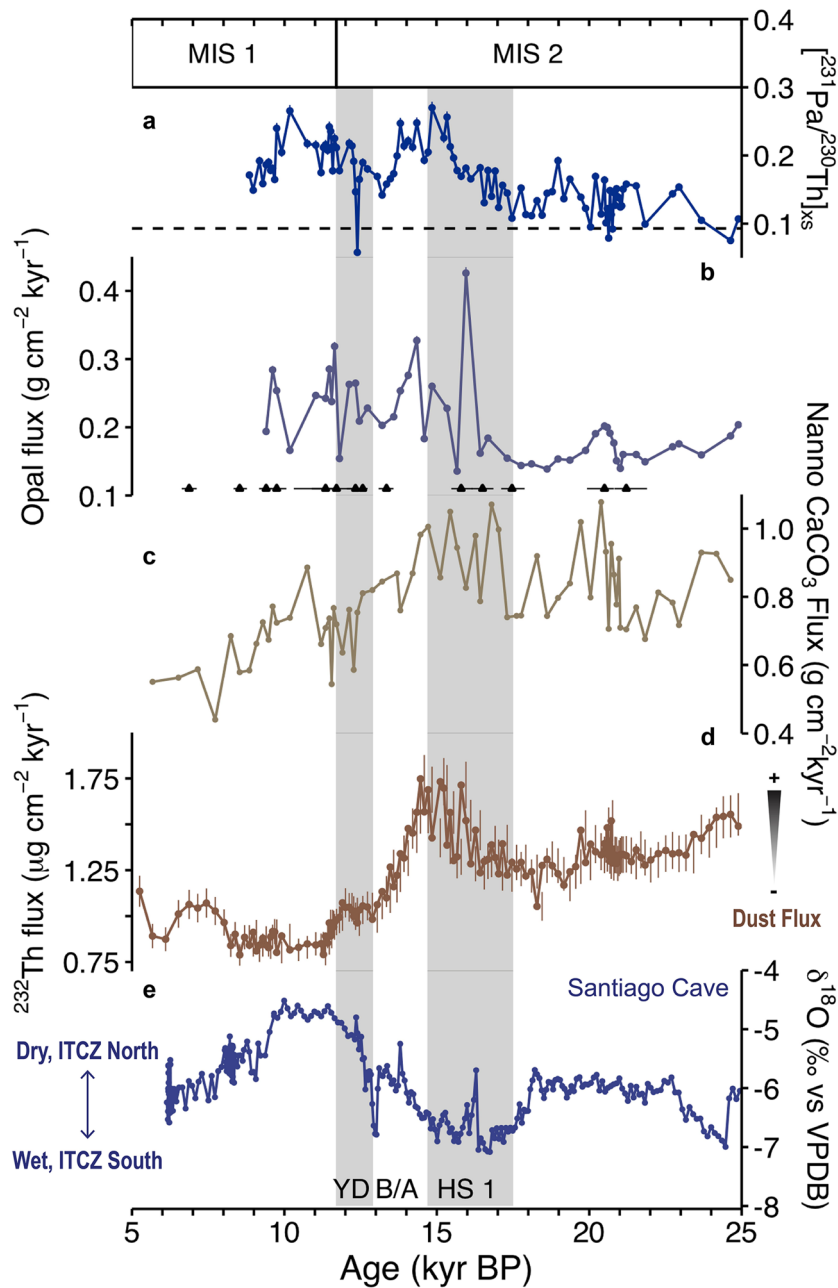 MIS 1
MIS 2
0.4
0.3
0.2
0.1
[²³¹Pa/²³⁰Th]xs
a
b
0.4
0.3
0.2
0.1
Opal flux (g cm⁻² kyr⁻¹)
c
1.0
0.8
0.6
0.4
Nanno CaCO₃ Flux (g cm⁻²kyr⁻¹)
d
1.75
1.25
0.75
²³²Th flux (μg cm⁻² kyr⁻¹)
+
-
Dust Flux
e
Santiago Cave
-4
-5
-6
-7
-8
δ¹⁸O (‰ vs VPDB)
Dry, ITCZ North
Wet, ITCZ South
YD
B/A
HS 1
5
10
15
20
25
Age (kyr BP)